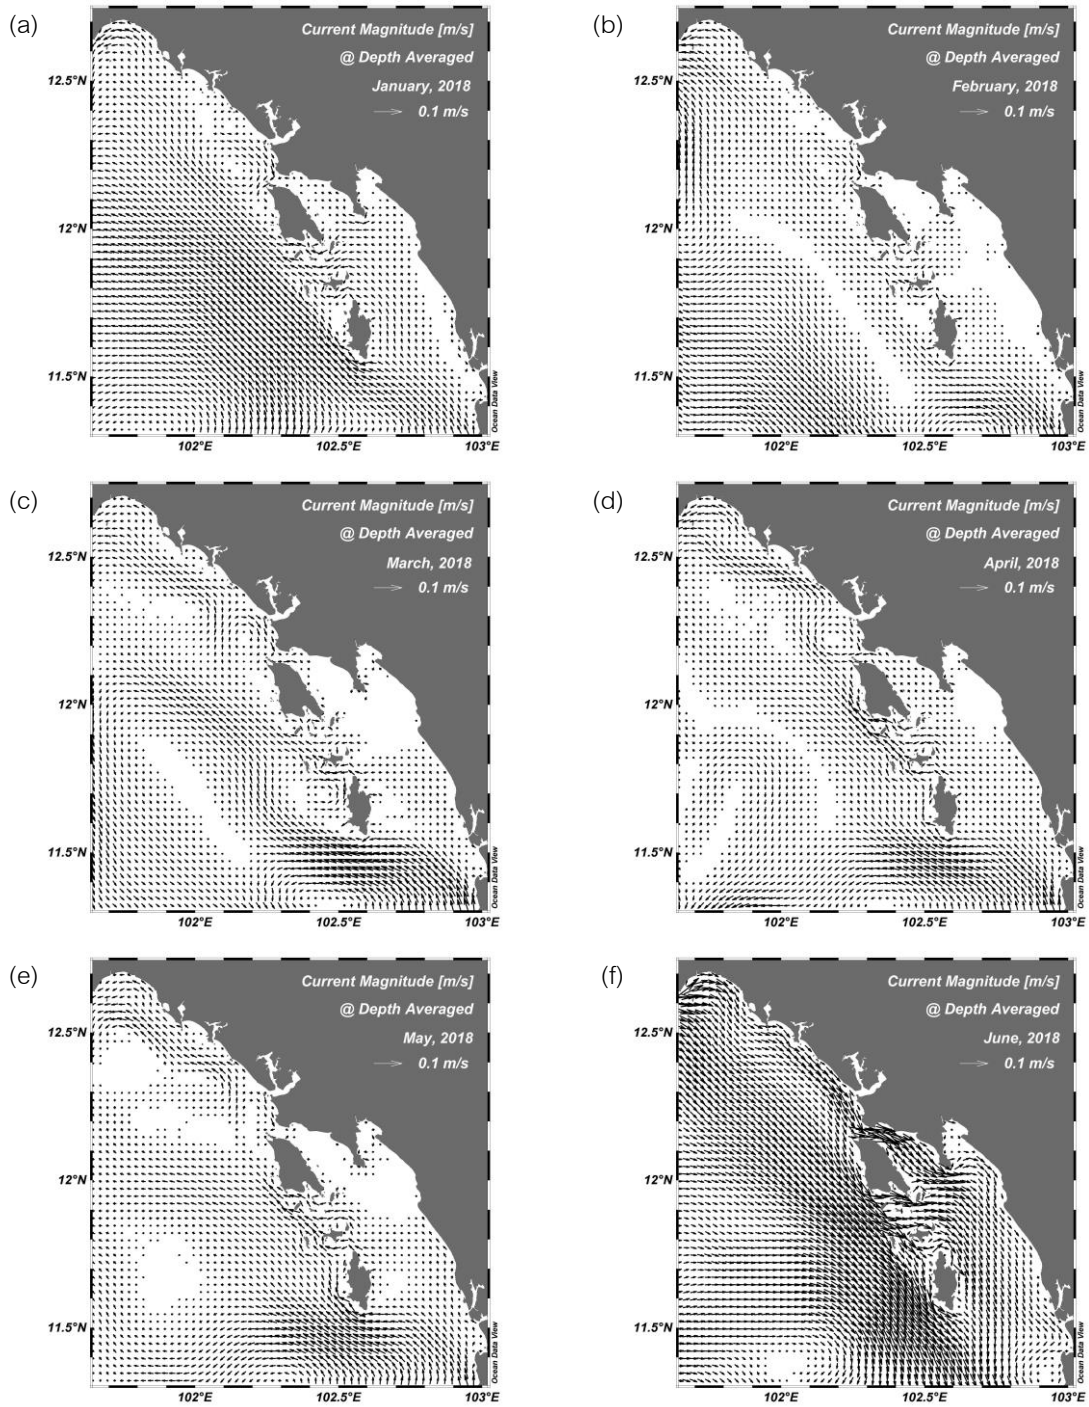 (a)
Current Magnitude [m/s]
@ Depth Averaged
January, 2018
0.1 m/s
12.5°N
12°N
11.5°N
102°E
102.5°E
103°E
Ocean Data View
(b)
Current Magnitude [m/s]
@ Depth Averaged
February, 2018
0.1 m/s
12.5°N
12°N
11.5°N
102°E
102.5°E
103°E
Ocean Data View
(c)
Current Magnitude [m/s]
@ Depth Averaged
March, 2018
0.1 m/s
12.5°N
12°N
11.5°N
102°E
102.5°E
103°E
Ocean Data View
(d)
Current Magnitude [m/s]
@ Depth Averaged
April, 2018
0.1 m/s
12.5°N
12°N
11.5°N
102°E
102.5°E
103°E
Ocean Data View
(e)
Current Magnitude [m/s]
@ Depth Averaged
May, 2018
0.1 m/s
12.5°N
12°N
11.5°N
102°E
102.5°E
103°E
Ocean Data View
(f)
Current Magnitude [m/s]
@ Depth Averaged
June, 2018
0.1 m/s
12.5°N
12°N
11.5°N
102°E
102.5°E
103°E
Ocean Data View